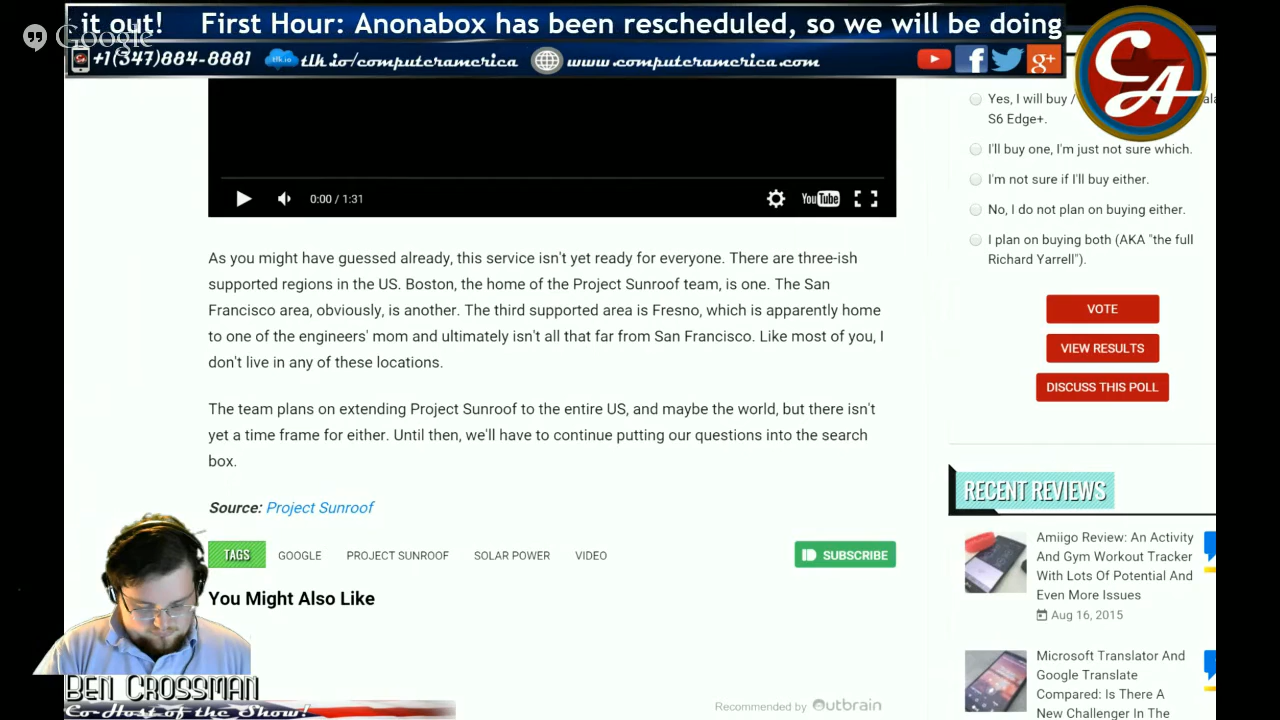 it out! First Hour: Anonabox has been rescheduled, so we will be doing
Google
+1(347)884-8881 tlk.io tlk.io/computeramerica www.computeramerica.com
CA
Yes, I will buy /
S6 Edge+.
I'll buy one, I'm just not sure which.
I'm not sure if I'll buy either.
No, I do not plan on buying either.
I plan on buying both (AKA "the full
Richard Yarrell").
VOTE
VIEW RESULTS
DISCUSS THIS POLL
0:00 / 1:31
YouTube
As you might have guessed already, this service isn't yet ready for everyone. There are three-ish
supported regions in the US. Boston, the home of the Project Sunroof team, is one. The San
Francisco area, obviously, is another. The third supported area is Fresno, which is apparently home
to one of the engineers' mom and ultimately isn't all that far from San Francisco. Like most of you, I
don't live in any of these locations.
The team plans on extending Project Sunroof to the entire US, and maybe the world, but there isn't
yet a time frame for either. Until then, we'll have to continue putting our questions into the search
box.
Source: Project Sunroof
TAGS GOOGLE PROJECT SUNROOF SOLAR POWER VIDEO SUBSCRIBE
You Might Also Like
Recommended by Outbrain
RECENT REVIEWS
Amiigo Review: An Activity
And Gym Workout Tracker
With Lots Of Potential And
Even More Issues
Aug 16, 2015
Microsoft Translator And
Google Translate
Compared: Is There A
New Challenger In The
BEN CROSSMAN
Co-Host of the Show!